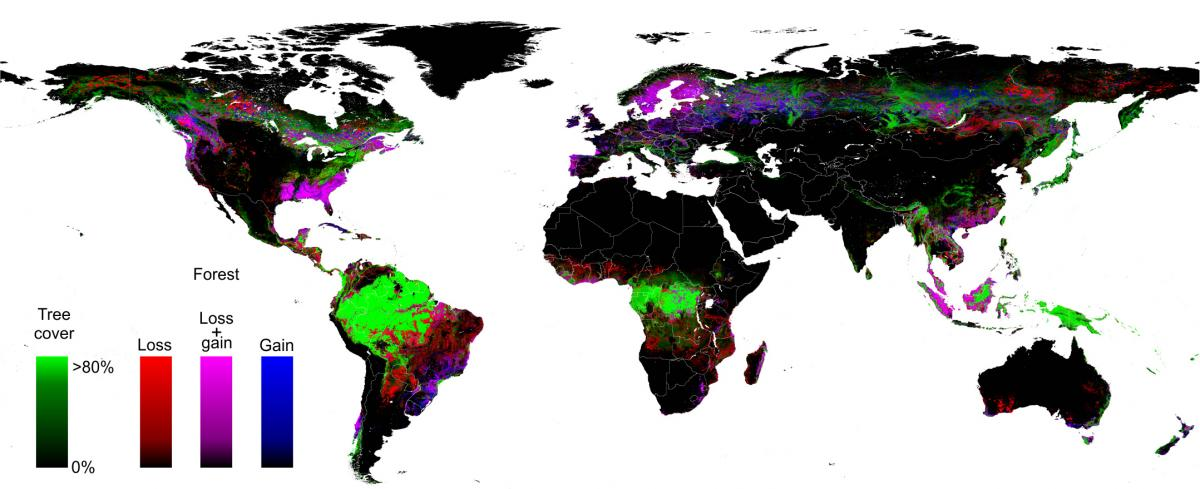 Forest
Tree
cover
>80%
0%
Loss
Loss
+
gain
Gain